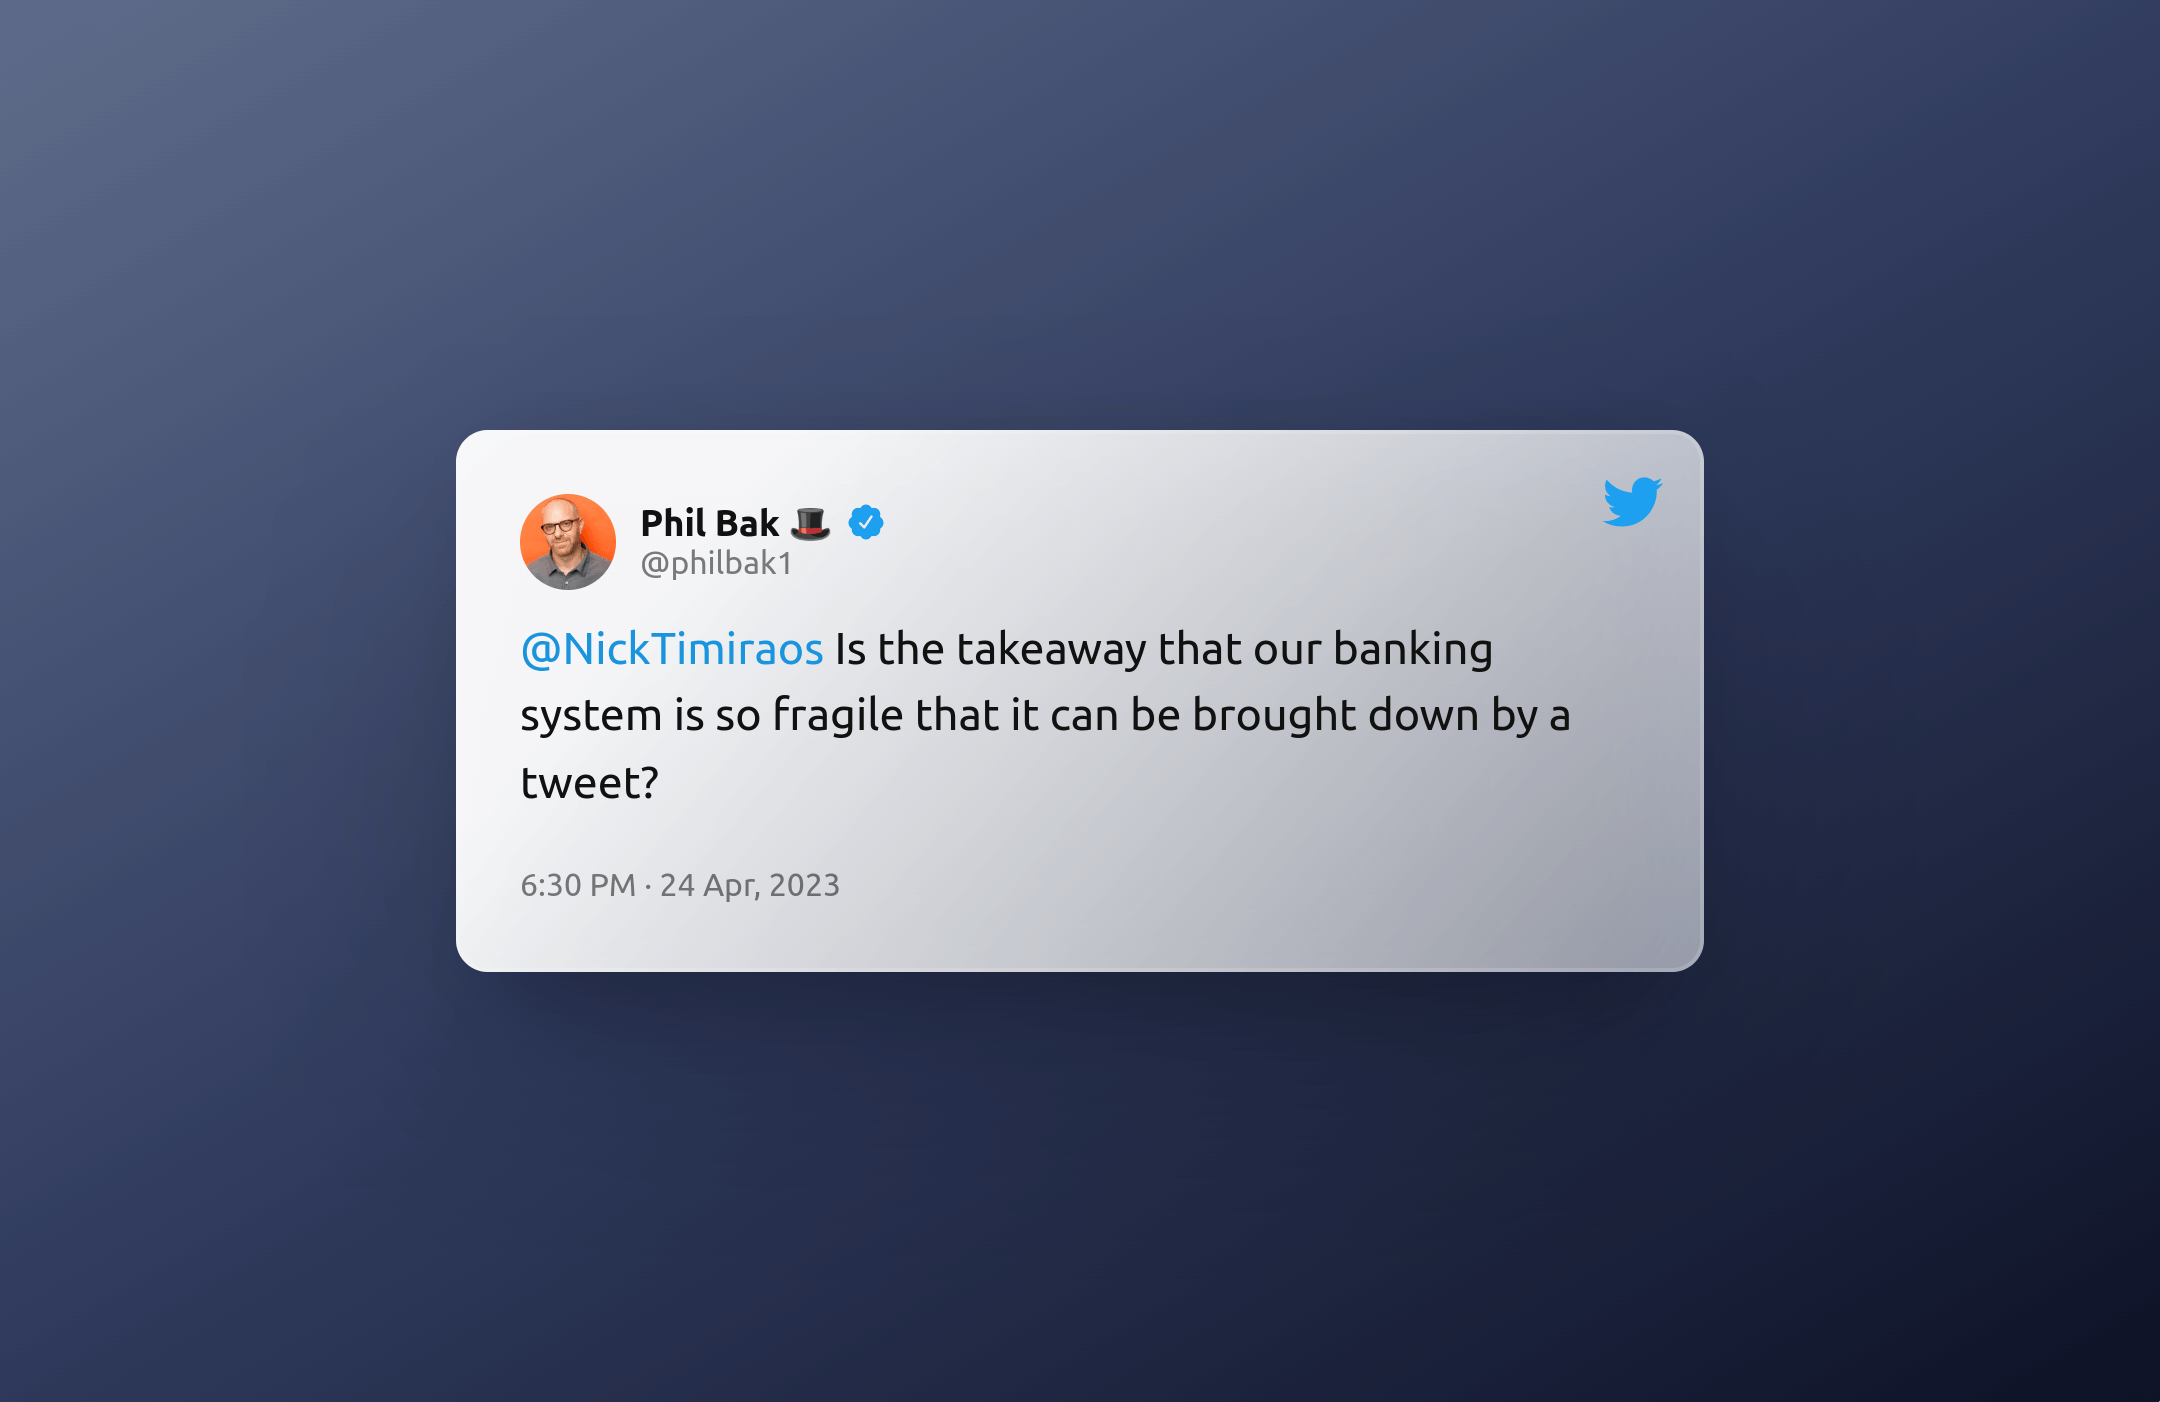 Phil Bak 🎩
@philbak1
@NickTimiraos Is the takeaway that our banking
system is so fragile that it can be brought down by a
tweet?
6:30 PM · 24 Apr, 2023